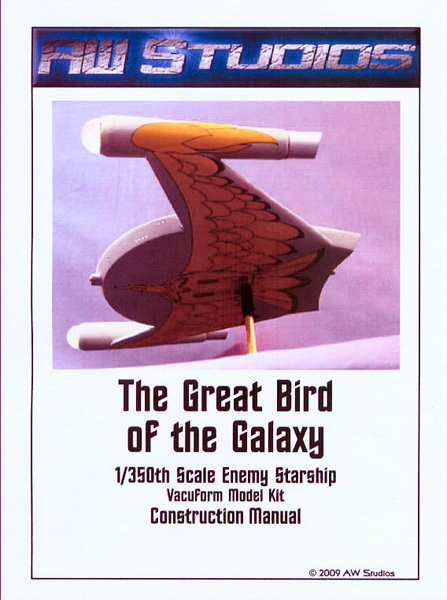 AW Studios
The Great Bird
of the Galaxy
1/350th Scale Enemy Starship
Vacuform Model Kit
Construction Manual
© 2009 AW Studios